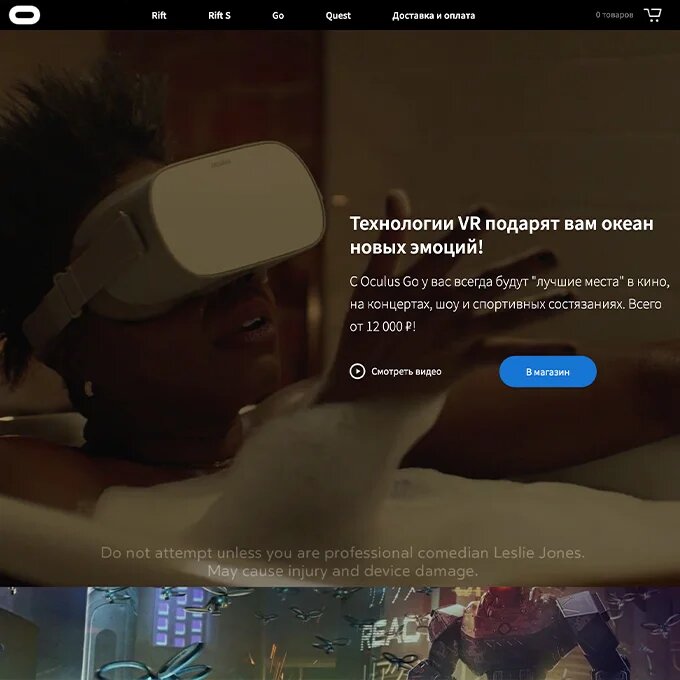 Rift Rift S Go Quest Доставка и оплата 0 товаров
Технологии VR подарят вам океан
новых эмоций!
С Oculus Go у вас всегда будут "лучшие места" в кино,
на концертах, шоу и спортивных состязаниях. Всего
от 12 000 ₽!
Смотреть видео В магазин
Do not attempt unless you are professional comedian Leslie Jones.
May cause injury and device damage.
REAC